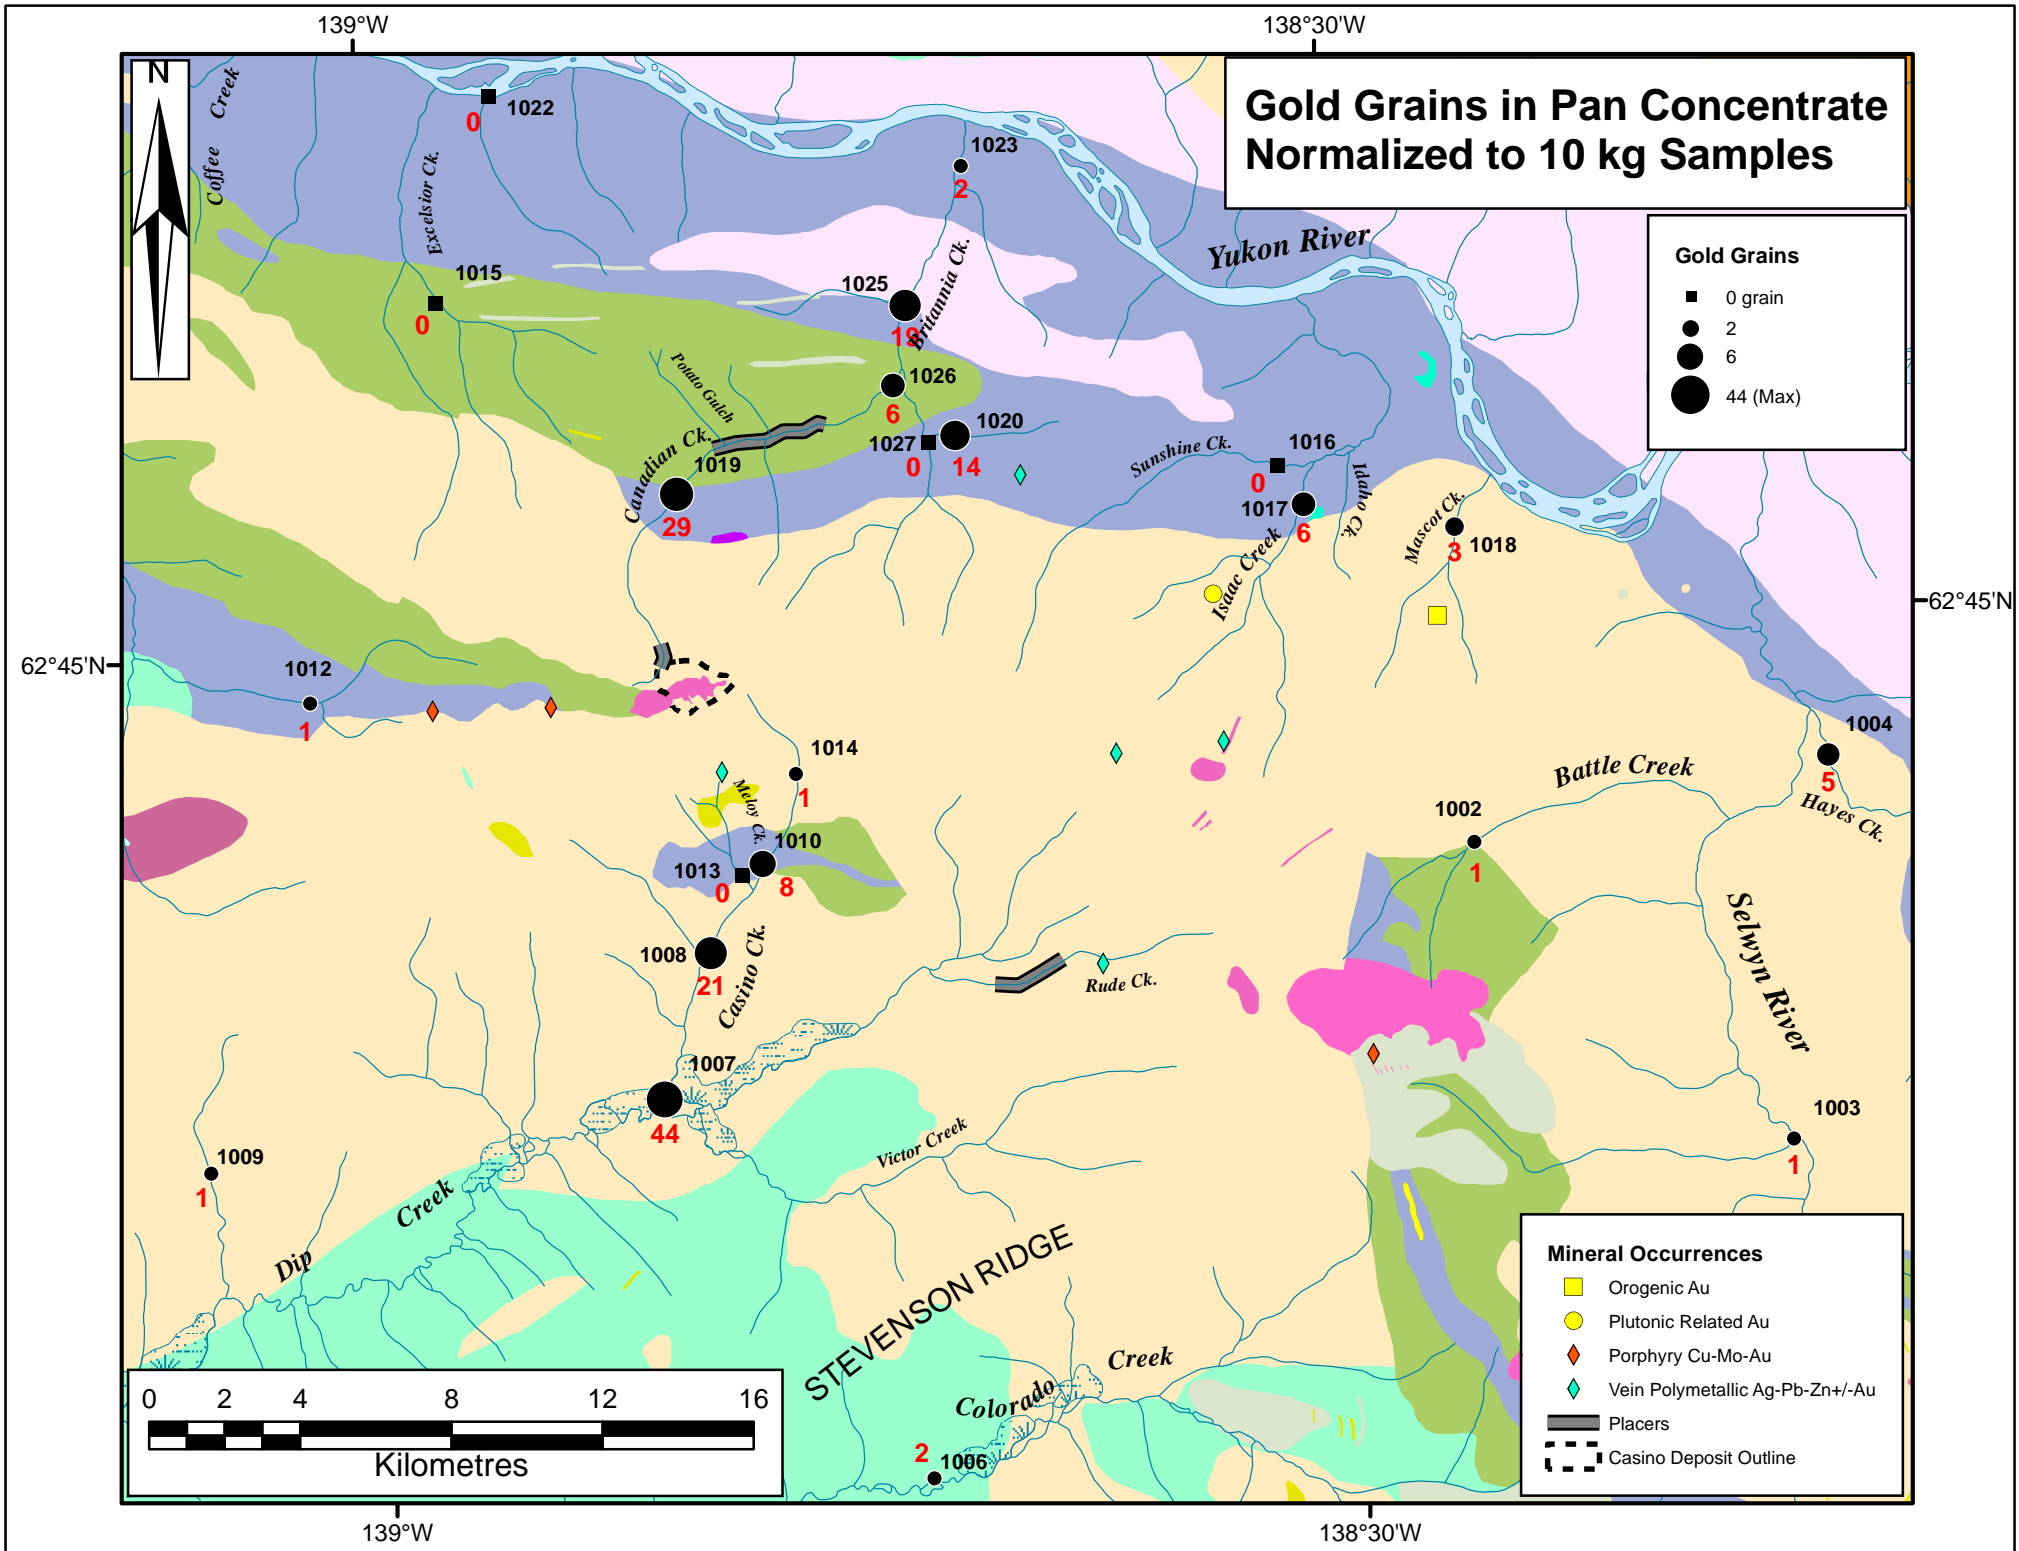 139°W
138°30'W
N
Gold Grains in Pan Concentrate
Normalized to 10 kg Samples
Gold Grains
0 grain
2
6
44 (Max)
Coffee Creek
Excelsior Ck.
1022
0
1023
2
Yukon River
1015
0
1025
19
Britannia Ck.
1026
6
Potato Gulch
1020
14
1027
0
Canadian Ck.
1019
29
Sunshine Ck.
1016
0
1017
6
Idaho Ck.
Isaac Creek
Mascot Ck.
1018
3
62°45'N
62°45'N
1012
1
1014
1
Meloy Ck.
1010
8
1013
0
1008
21
Casino Ck.
1004
5
Hayes Ck.
Battle Creek
1002
1
Selwyn River
Rude Ck.
1007
44
1003
1
1009
1
Victor Creek
Dip Creek
STEVENSON RIDGE
Colorado Creek
2
1006
Mineral Occurrences
Orogenic Au
Plutonic Related Au
Porphyry Cu-Mo-Au
Vein Polymetallic Ag-Pb-Zn+/-Au
Placers
Casino Deposit Outline
0 2 4 8 12 16
Kilometres
139°W
138°30'W